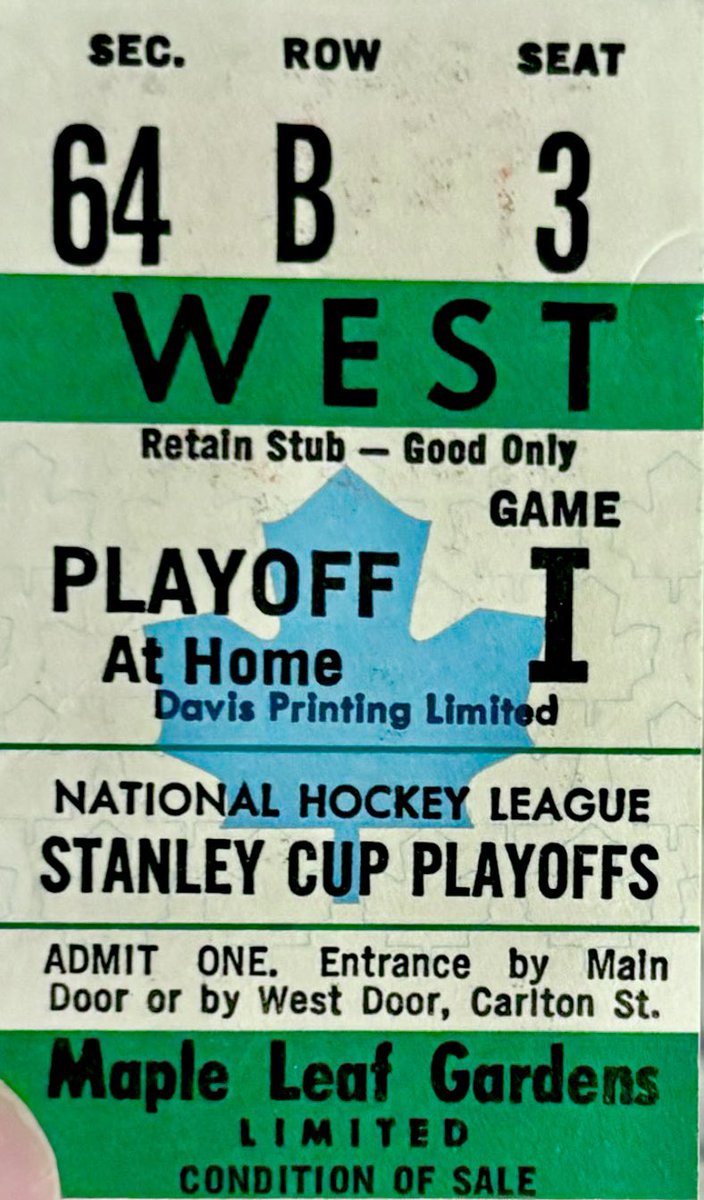 SEC. ROW SEAT
64 B 3
WEST
Retain Stub — Good Only
GAME
PLAYOFF I
At Home
Davis Printing Limited
NATIONAL HOCKEY LEAGUE
STANLEY CUP PLAYOFFS
ADMIT ONE. Entrance by Main
Door or by West Door, Carlton St.
Maple Leaf Gardens
LIMITED
CONDITION OF SALE